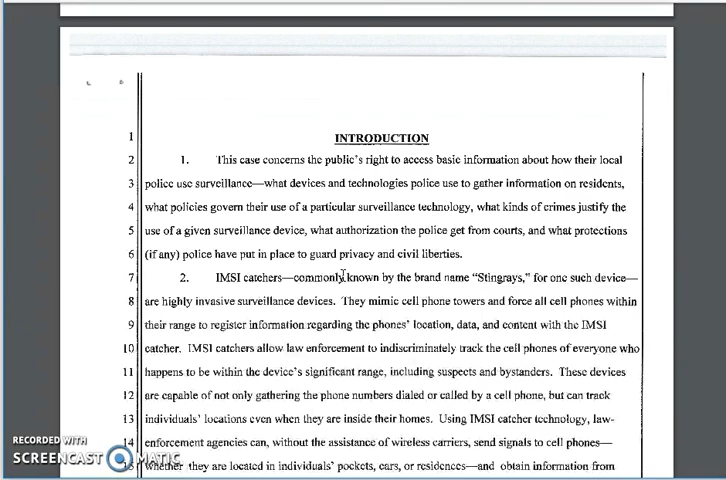 INTRODUCTION
1
2 1. This case concerns the public's right to access basic information about how their local
3 police use surveillance—what devices and technologies police use to gather information on residents,
4 what policies govern their use of a particular surveillance technology, what kinds of crimes justify the
5 use of a given surveillance device, what authorization the police get from courts, and what protections
6 (if any) police have put in place to guard privacy and civil liberties.
7 2. IMSI catchers—commonly known by the brand name “Stingrays,” for one such device—
8 are highly invasive surveillance devices. They mimic cell phone towers and force all cell phones within
9 their range to register information regarding the phones' location, data, and content with the IMSI
10 catcher. IMSI catchers allow law enforcement to indiscriminately track the cell phones of everyone who
11 happens to be within the device's significant range, including suspects and bystanders. These devices
12 are capable of not only gathering the phone numbers dialed or called by a cell phone, but can track
13 individuals' locations even when they are inside their homes. Using IMSI catcher technology, law-
14 enforcement agencies can, without the assistance of wireless carriers, send signals to cell phones—
15 whether they are located in individuals' pockets, cars, or residences—and obtain information from
RECORDED WITH
SCREENCAST MATIC